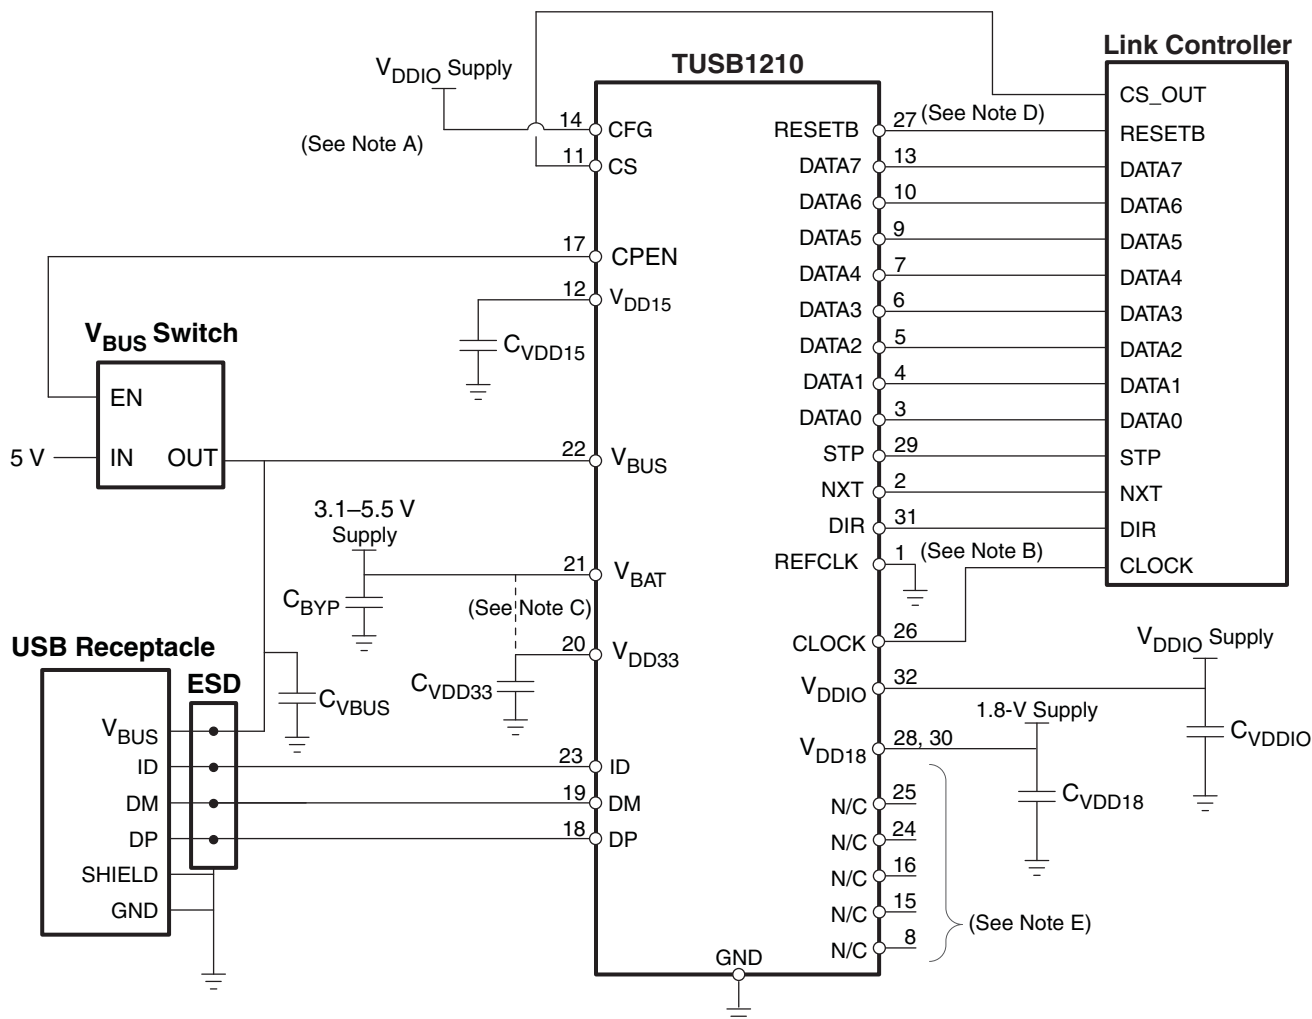 Link Controller
TUSB1210
VDDIO Supply
(See Note A)
14 CFG
11 CS
17 CPEN
12 VDD15
CVDD15
VBUS Switch
EN
5 V IN OUT
22 VBUS
3.1–5.5 V
Supply
21 VBAT
CBYP
(See Note C)
20 VDD33
CVDD33
USB Receptacle
ESD
CVBUS
VBUS
ID
DM
DP
SHIELD
GND
23 ID
19 DM
18 DP
GND
RESETB 27 (See Note D)
DATA7 13
DATA6 10
DATA5 9
DATA4 7
DATA3 6
DATA2 5
DATA1 4
DATA0 3
STP 29
NXT 2
DIR 31
REFCLK 1 (See Note B)
CLOCK 26
VDDIO 32
VDD18 28, 30
N/C 25
N/C 24
N/C 16
N/C 15
N/C 8
(See Note E)
1.8-V Supply
CVDD18
VDDIO Supply
CVDDIO
CS_OUT
RESETB
DATA7
DATA6
DATA5
DATA4
DATA3
DATA2
DATA1
DATA0
STP
NXT
DIR
CLOCK